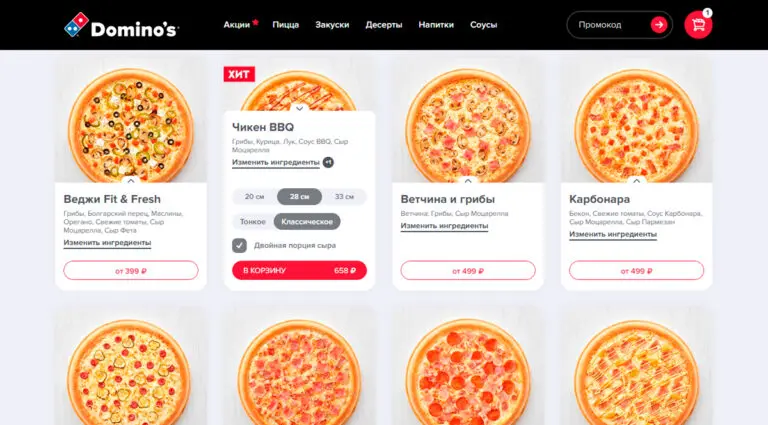 Domino's
Акции
Пицца
Закуски
Десерты
Напитки
Соусы
Промокод
1
ХИТ
Веджи Fit & Fresh
Грибы, Болгарский перец, Маслины,
Орегано, Свежие томаты, Сыр
Моцарелла, Сыр Фета
Изменить ингредиенты
от 399 ₽
Чикен BBQ
Грибы, Курица, Лук, Соус BBQ, Сыр
Моцарелла
Изменить ингредиенты +1
20 см 28 см 33 см
Тонкое Классическое
Двойная порция сыра
В КОРЗИНУ 658 ₽
Ветчина и грибы
Ветчина, Грибы, Сыр Моцарелла
Изменить ингредиенты
от 499 ₽
Карбонара
Бекон, Свежие томаты, Соус Карбонара,
Сыр Моцарелла, Сыр Пармезан
Изменить ингредиенты
от 499 ₽